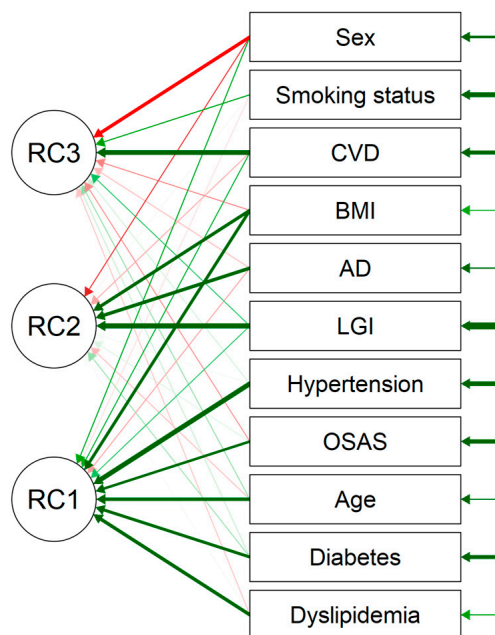 Sex
Smoking status
RC3
CVD
BMI
AD
RC2
LGI
Hypertension
OSAS
RC1
Age
Diabetes
Dyslipidemia